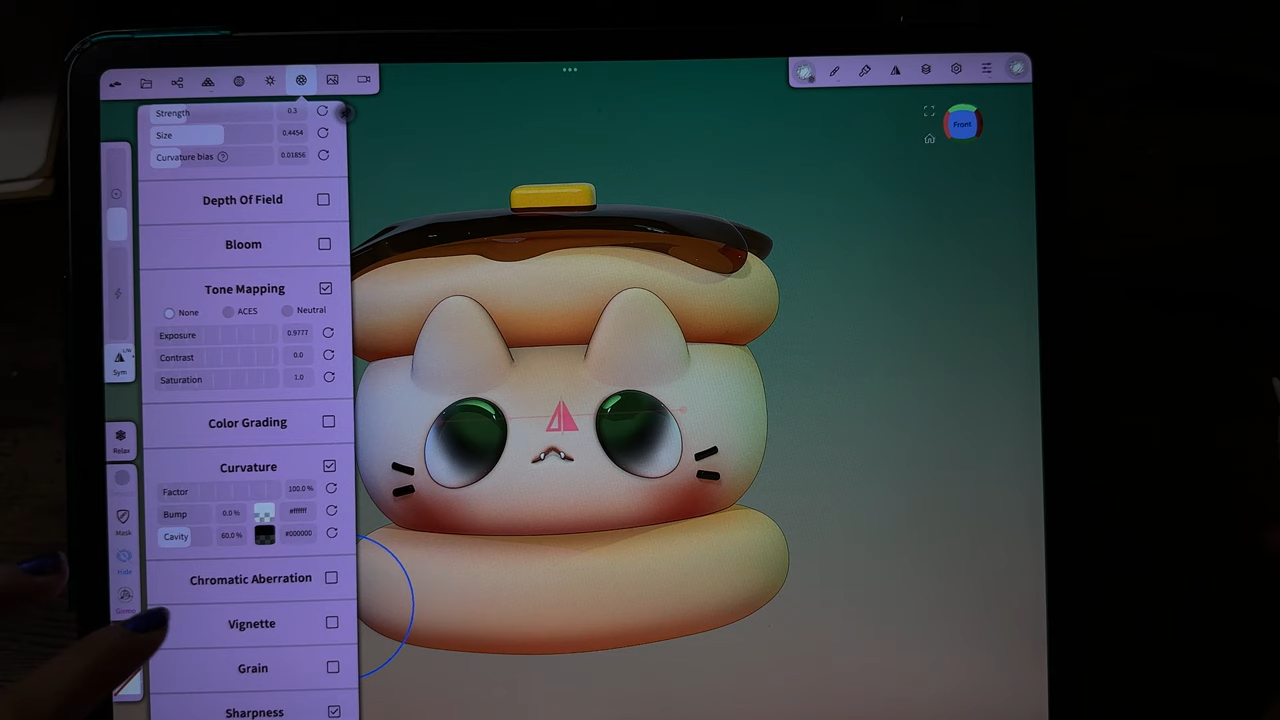 Strength 0.3
Size 0.4454
Curvature bias ? 0.01856
Front
Depth Of Field
Bloom
Tone Mapping
None ACES Neutral
Exposure 0.9777
Contrast 0.0
Saturation 1.0
Sym
Color Grading
Relax
Curvature
Factor 100.0 %
Bump 0.0 % #ffffff
Cavity 60.0 % #000000
Mask
Hide
Gizmo
Chromatic Aberration
Vignette
Grain
Sharpness